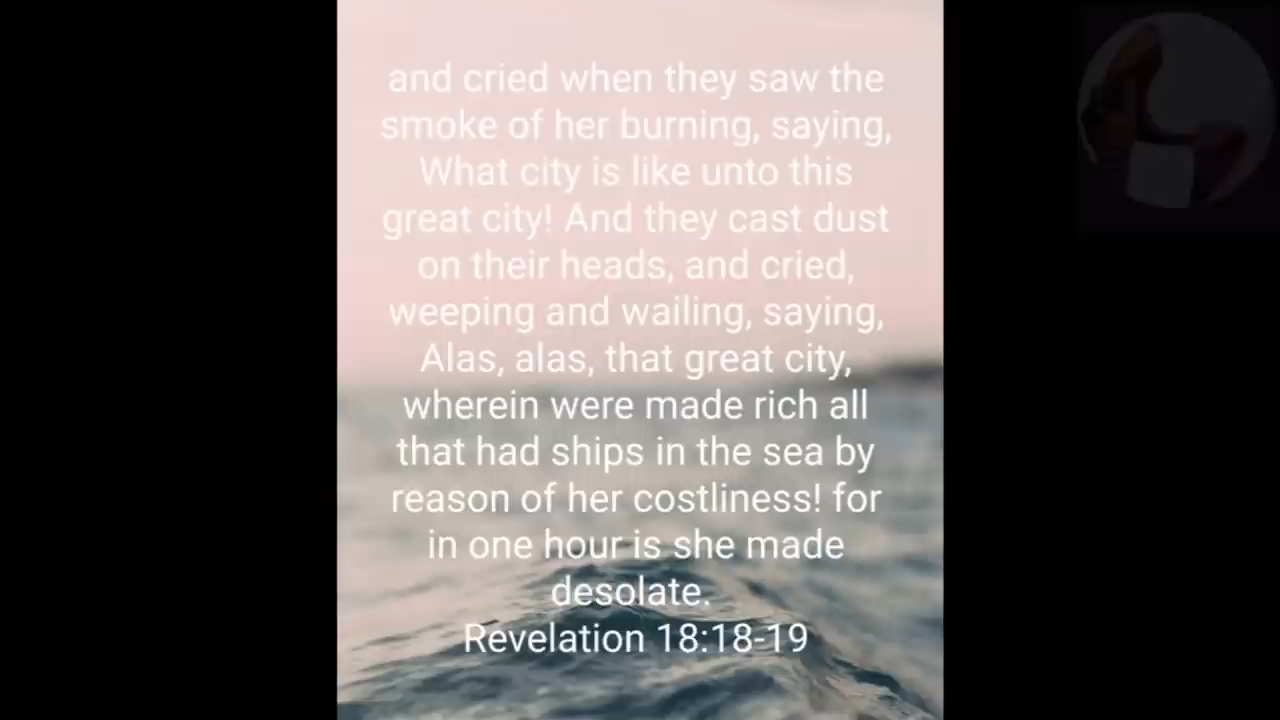 and cried when they saw the
smoke of her burning, saying,
What city is like unto this
great city! And they cast dust
on their heads, and cried,
weeping and wailing, saying,
Alas, alas, that great city,
wherein were made rich all
that had ships in the sea by
reason of her costliness! for
in one hour is she made
desolate.
Revelation 18:18-19